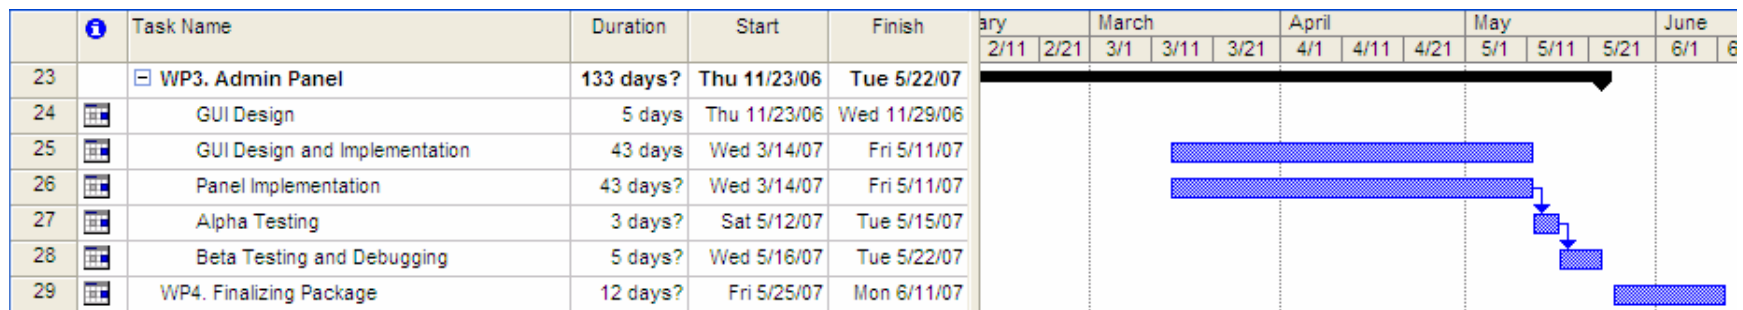 Task Name Duration Start Finish ary March April May June
2/11 2/21 3/1 3/11 3/21 4/1 4/11 4/21 5/1 5/11 5/21 6/1 6
23 WP3. Admin Panel 133 days? Thu 11/23/06 Tue 5/22/07
24 GUI Design 5 days Thu 11/23/06 Wed 11/29/06
25 GUI Design and Implementation 43 days Wed 3/14/07 Fri 5/11/07
26 Panel Implementation 43 days? Wed 3/14/07 Fri 5/11/07
27 Alpha Testing 3 days? Sat 5/12/07 Tue 5/15/07
28 Beta Testing and Debugging 5 days? Wed 5/16/07 Tue 5/22/07
29 WP4. Finalizing Package 12 days? Fri 5/25/07 Mon 6/11/07